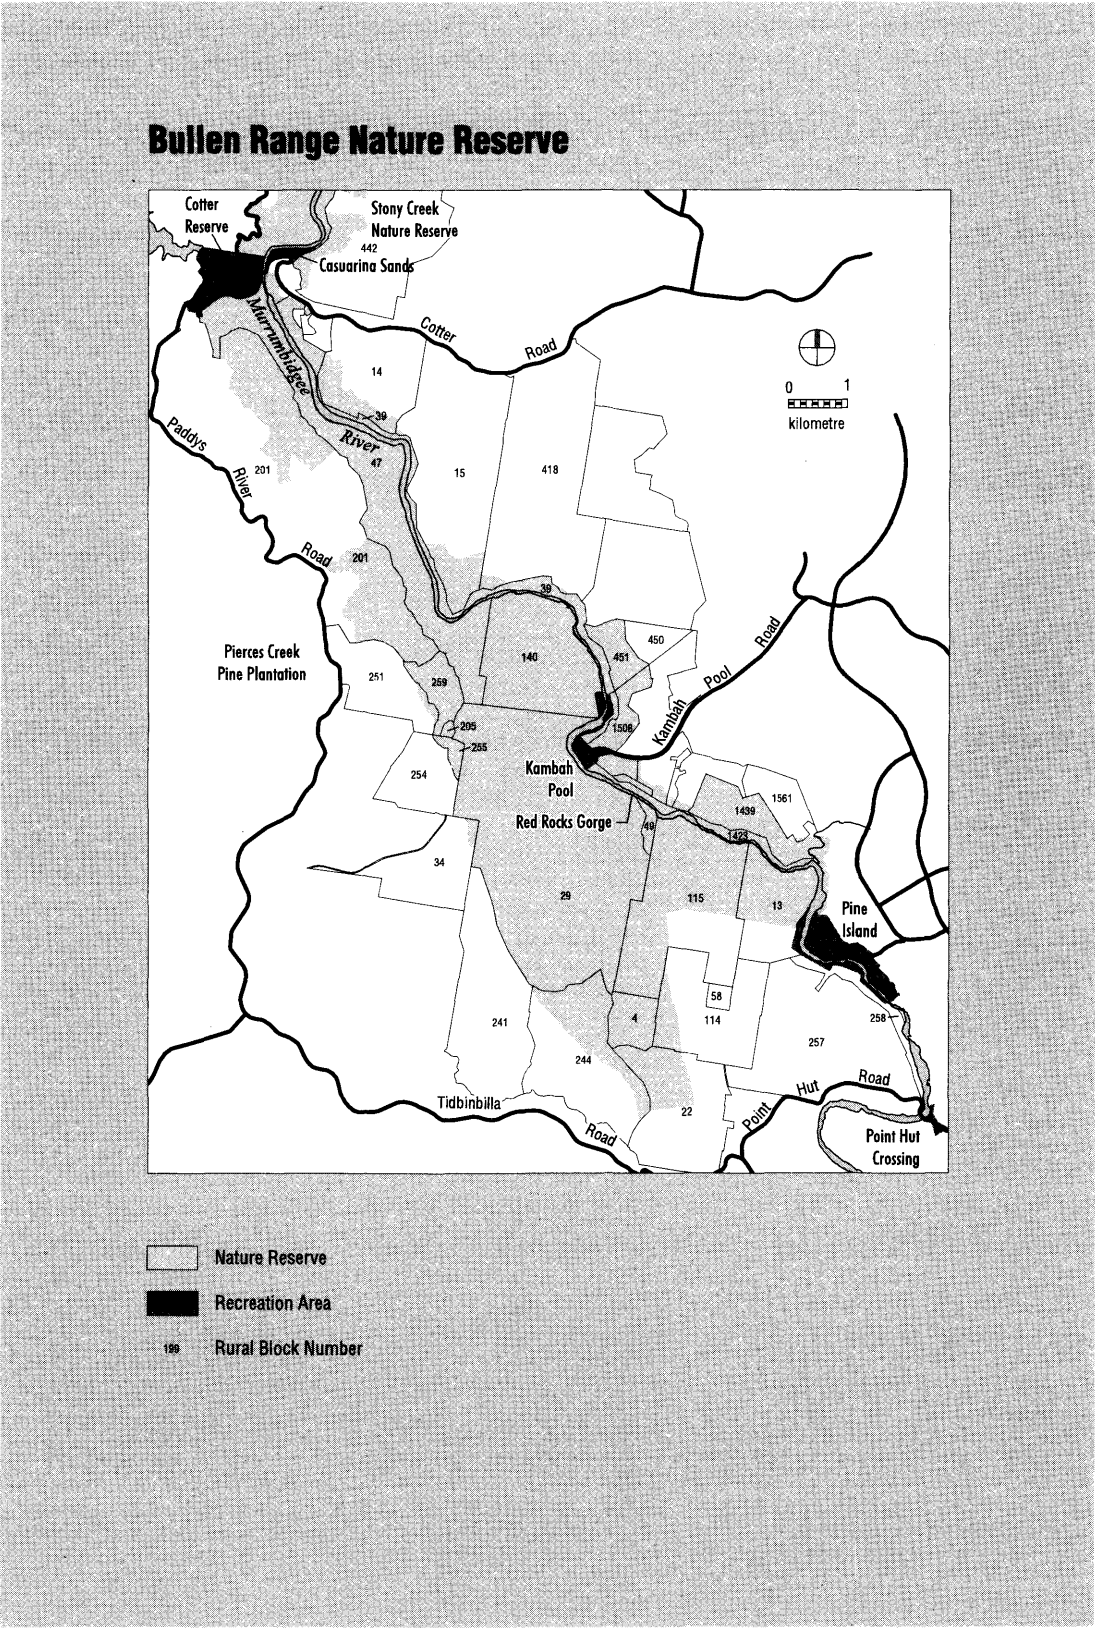 Bullen Range Nature Reserve
Cotter
Reserve
Stony Creek
Nature Reserve
442
Casuarina Sands
Murrumbidgee
River
Cotter
Road
0 1
kilometre
14
39
47
15
418
Paddys
River
Road
201
201
39
Pierces Creek
Pine Plantation
251
259
140
451
450
Kambah
Pool
Road
205
255
1508
254
Kambah
Pool
Red Rocks Gorge
49
1439
1561
1423
34
29
115
13
Pine
Island
58
4
114
258
241
244
257
22
Tidbinbilla
Road
Point
Hut
Road
Point Hut
Crossing
Nature Reserve
Recreation Area
199 Rural Block Number